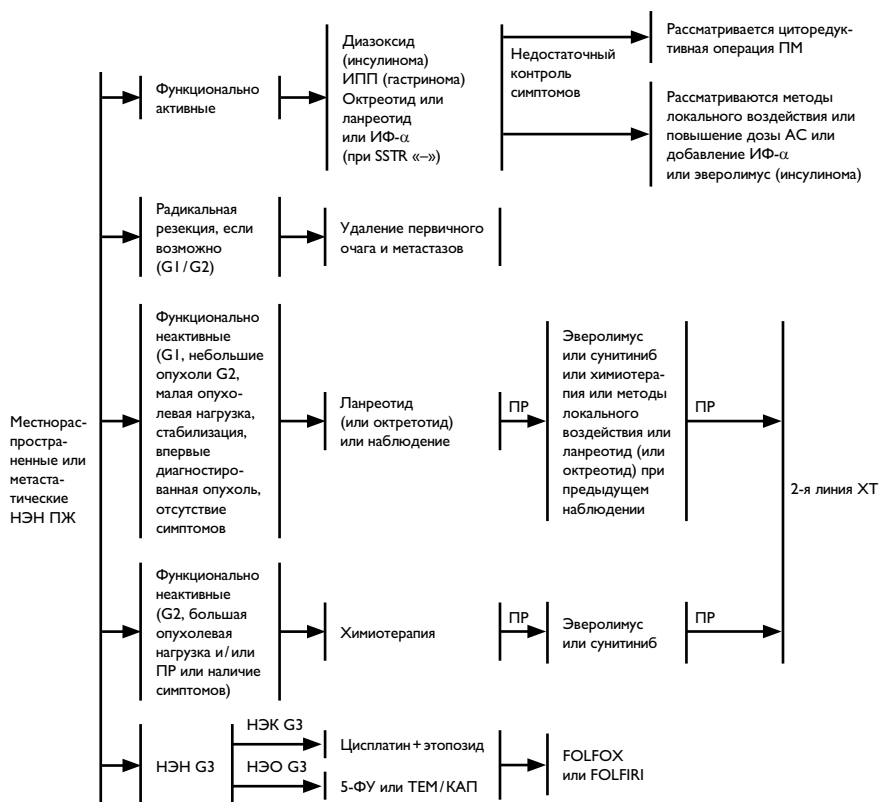 Местнорас-
простра-
ненные или
метаста-
тические
НЭН ПЖ
Функционально
активные
Диазоксид
(инсулинома)
ИПП (гастринома)
Октреотид или
ланреотид
или ИФ-α
(при SSTR «–»)
Недостаточный
контроль
симптомов
Рассматривается циторедук-
тивная операция ПМ
Рассматриваются методы
локального воздействия или
повышение дозы АС или
добавление ИФ-α
или эверолимус (инсулинома)
Радикальная
резекция, если
возможно
(G1/G2)
Удаление первичного
очага и метастазов
Функционально
неактивные
(G1, небольшие
опухоли G2,
малая опухо-
левая нагрузка,
стабилизация,
впервые
диагностиро-
ванная опухоль,
отсутствие
симптомов
Ланреотид
(или октретотид)
или наблюдение
ПР
Эверолимус
или сунитиниб
или химиотера-
пия или методы
локального
воздействия или
ланреотид (или
октреотид) при
предыдущем
наблюдении
ПР
2-я линия ХТ
Функционально
неактивные
(G2, большая
опухолевая
нагрузка и/или
ПР или наличие
симптомов)
Химиотерапия
ПР
Эверолимус
или сунитиниб
ПР
НЭН G3
НЭК G3
Цисплатин+этопозид
НЭО G3
5-ФУ или ТЕМ/КАП
FOLFOX
или FOLFIRI